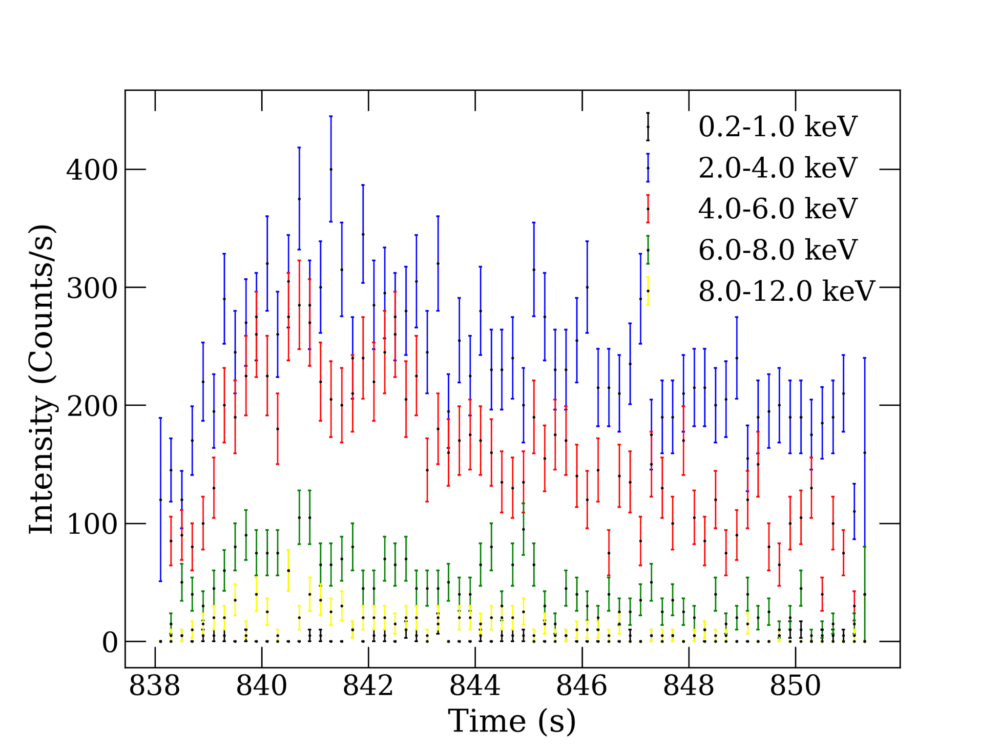 0.2-1.0 keV
2.0-4.0 keV
4.0-6.0 keV
6.0-8.0 keV
8.0-12.0 keV
400
300
200
100
0
Intensity (Counts/s)
838 840 842 844 846 848 850
Time (s)